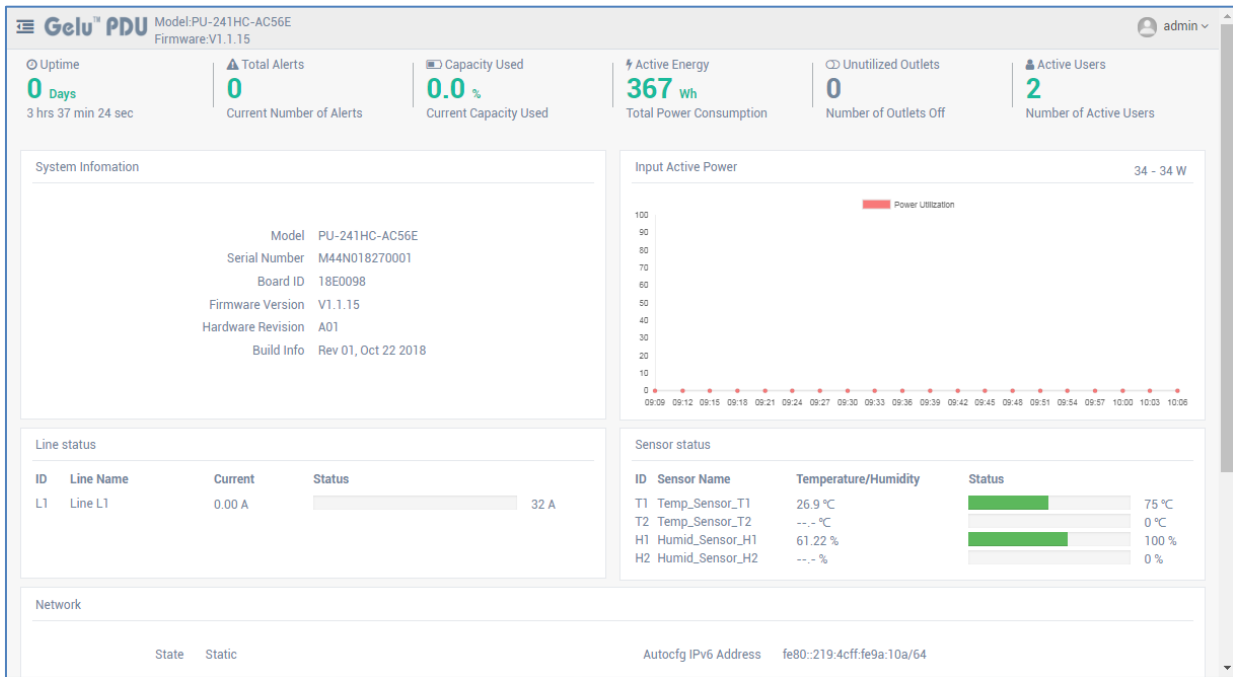 Gelu™ PDU Model:PU-241HC-AC56E
Firmware:V1.1.15
admin
Uptime
0 Days
3 hrs 37 min 24 sec
Total Alerts
0
Current Number of Alerts
Capacity Used
0.0 %
Current Capacity Used
Active Energy
367 Wh
Total Power Consumption
Unutilized Outlets
0
Number of Outlets Off
Active Users
2
Number of Active Users
System Infomation
Model PU-241HC-AC56E
Serial Number M44N018270001
Board ID 18E0098
Firmware Version V1.1.15
Hardware Revision A01
Build Info Rev 01, Oct 22 2018
Input Active Power 34 - 34 W
Power Utilization
100
90
80
70
60
50
40
30
20
10
0
09:09 09:12 09:15 09:18 09:21 09:24 09:27 09:30 09:33 09:36 09:39 09:42 09:45 09:48 09:51 09:54 09:57 10:00 10:03 10:06
Line status
ID Line Name Current Status
L1 Line L1 0.00 A 32 A
Sensor status
ID Sensor Name Temperature/Humidity Status
T1 Temp_Sensor_T1 26.9 ℃ 75 ℃
T2 Temp_Sensor_T2 --.- ℃ 0 ℃
H1 Humid_Sensor_H1 61.22 % 100 %
H2 Humid_Sensor_H2 --.- % 0 %
Network
State Static
Autocfg IPv6 Address fe80::219:4cff:fe9a:10a/64